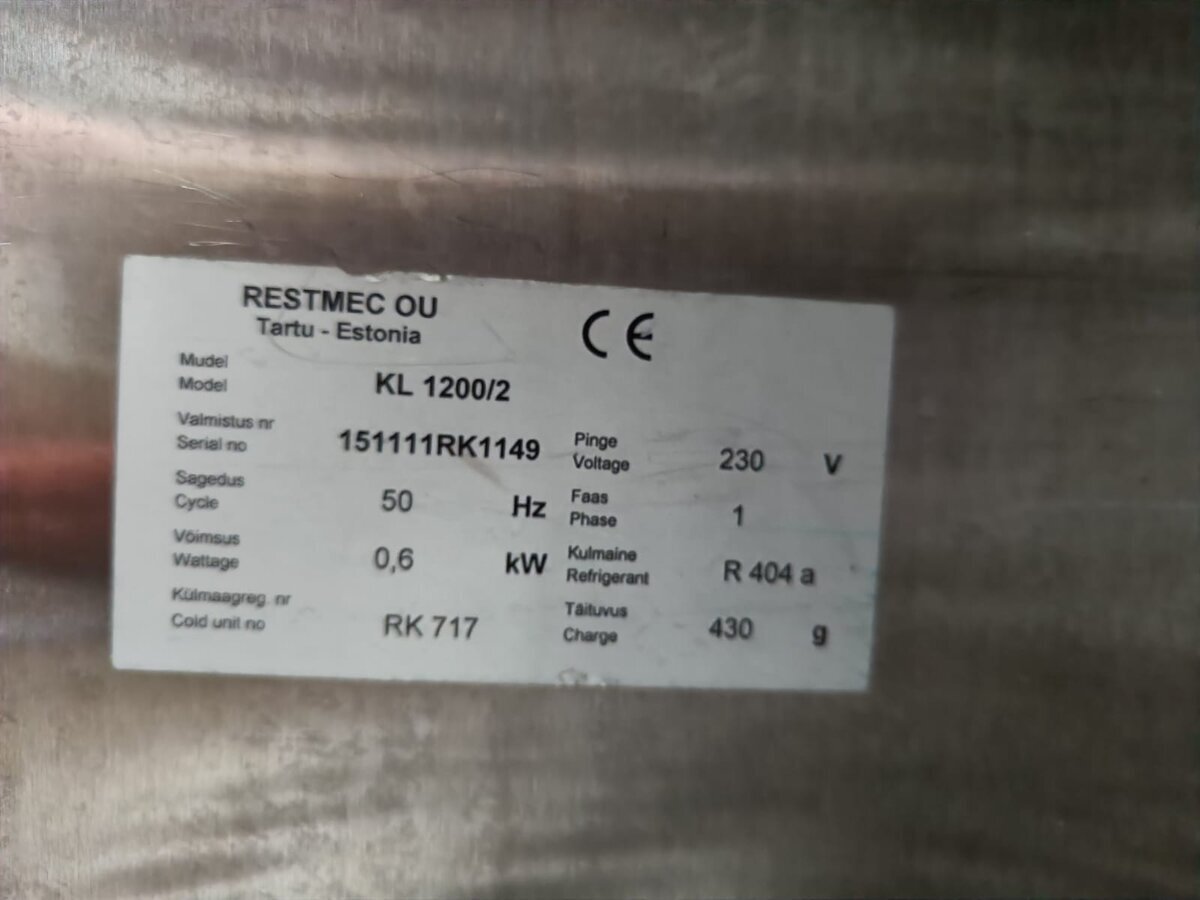 RESTMEC OU
Tartu - Estonia
CE
Mudel
Model
KL 1200/2
Valmistus nr
Serial no
151111RK1149
Pinge
Voltage
230 V
Sagedus
Cycle
50 Hz
Faas
Phase
1
Võimsus
Wattage
0,6 kW
Kulmaine
Refrigerant
R 404 a
Külmaagreg. nr
Cold unit no
RK 717
Täituvus
Charge
430 g